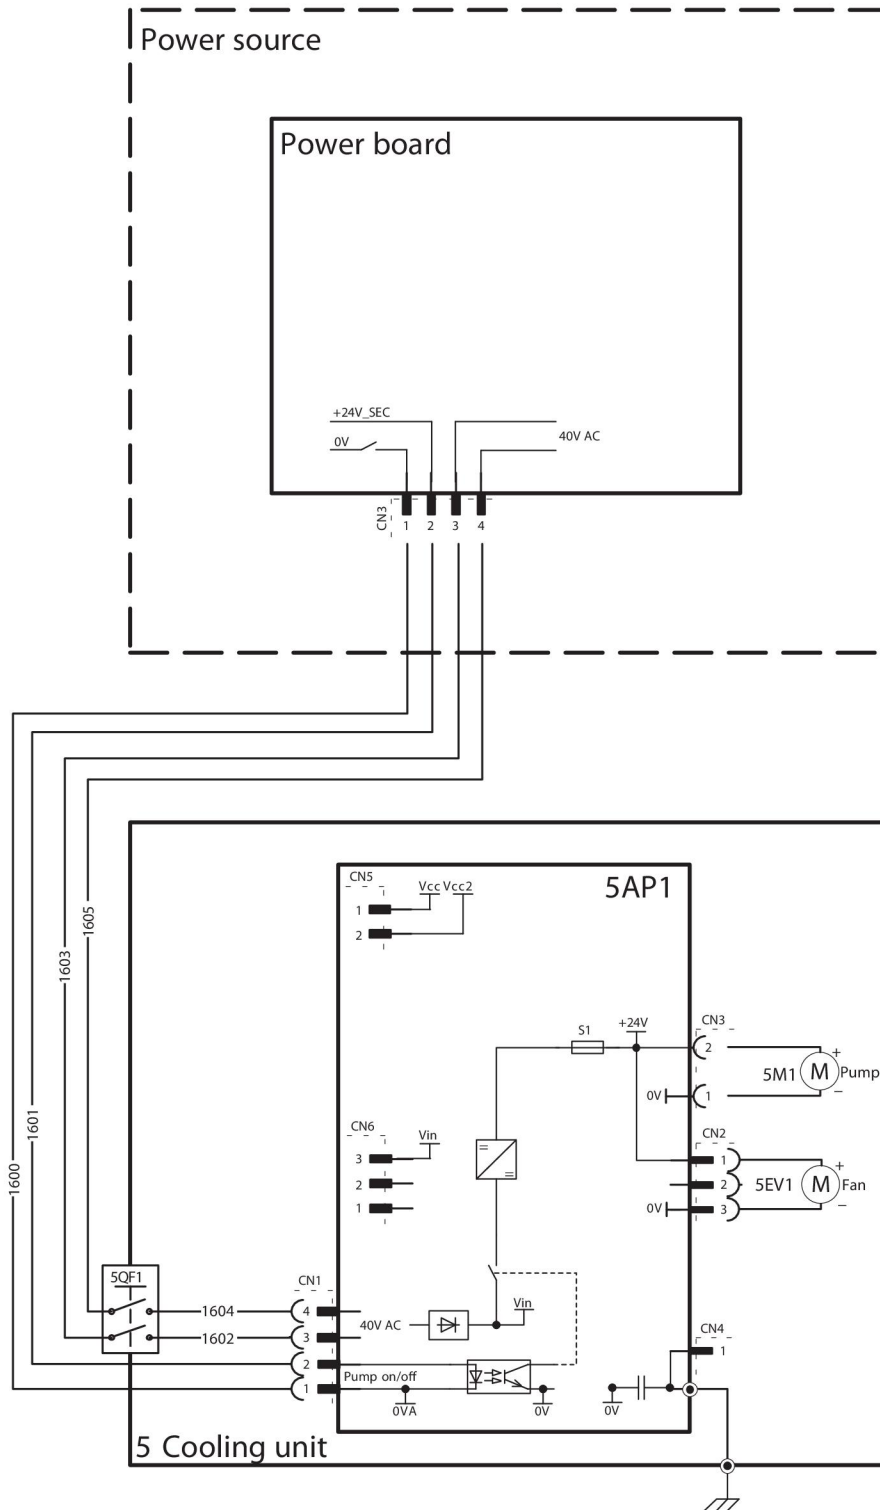 Power source
Power board
+24V_SEC
0V
40V AC
CN3
1 2 3 4
5AP1
CN5
Vcc Vcc2
1
2
1605
1603
1601
1600
S1
+24V
CN3
2
5M1 M Pump
+
−
0V
1
CN6
Vin
3
2
1
=
=
CN2
1
2
3
5EV1 M Fan
+
−
0V
5QF1
CN1
1604
4
1602
3
2
1
40V AC
Vin
Pump on/off
0VA
0V
0V
CN4
1
5 Cooling unit